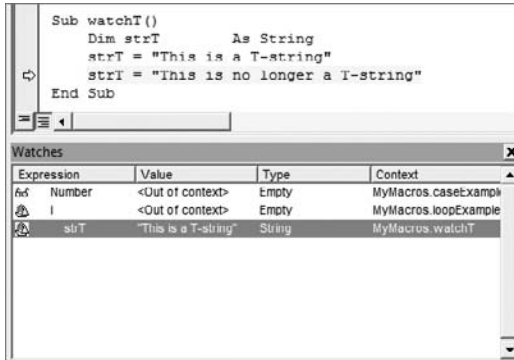 Sub watchT()
Dim strT As String
strT = "This is a T-string"
strT = "This is no longer a T-string"
End Sub
Watches
Expression Value Type Context
Number <Out of context> Empty MyMacros.caseExampl
I <Out of context> Empty MyMacros.loopExample
strT "This is a T-string" String MyMacros.watchT